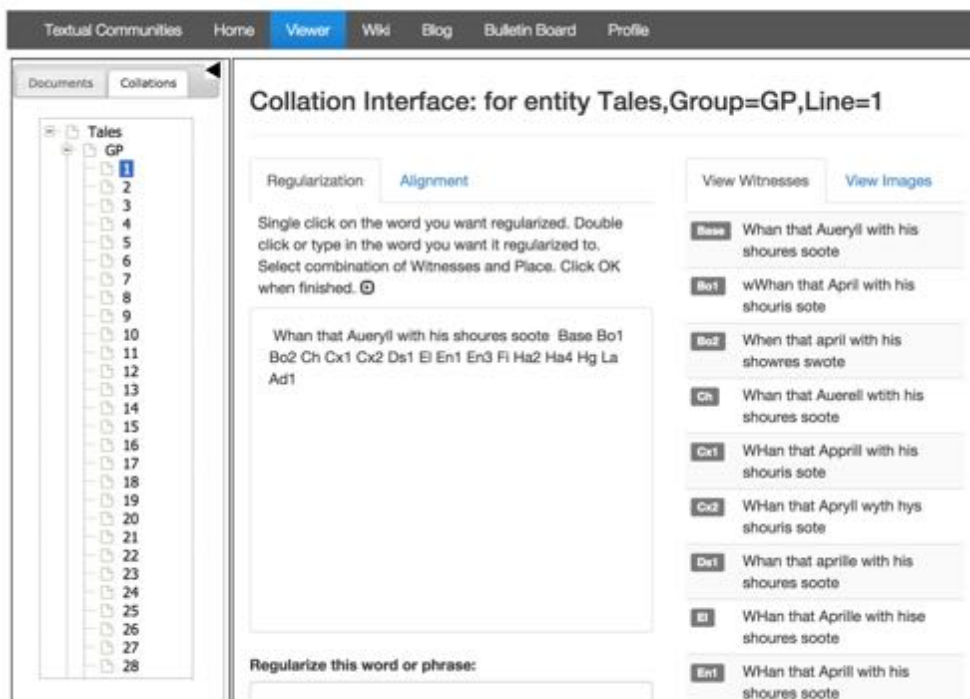 Textual Communities Home Viewer Wiki Blog Bulletin Board Profile
Documents Collations
Tales
GP
1
2
3
4
5
6
7
8
9
10
11
12
13
14
15
16
17
18
19
20
21
22
23
24
25
26
27
28
Collation Interface: for entity Tales,Group=GP,Line=1
Regularization Alignment
Single click on the word you want regularized. Double
click or type in the word you want it regularized to.
Select combination of Witnesses and Place. Click OK
when finished.
Whan that Aueryll with his shoures soote Base Bo1
Bo2 Ch Cx1 Cx2 Ds1 El En1 En3 Fi Ha2 Ha4 Hg La
Ad1
Regularize this word or phrase:
View Witnesses View Images
Base Whan that Aueryll with his
shoures soote
Bo1 wWhan that April with his
shouris sote
Bo2 When that april with his
showres swote
Ch Whan that Auerell wtith his
shoures soote
Cx1 WHan that Apprill with his
shouris sote
Cx2 WHan that Apryll wyth hys
shouris sote
Ds1 Whan that aprille with his
shoures soote
El WHan that Aprille with hise
shoures soote
En1 WHan that Aprill with his
shoures soote